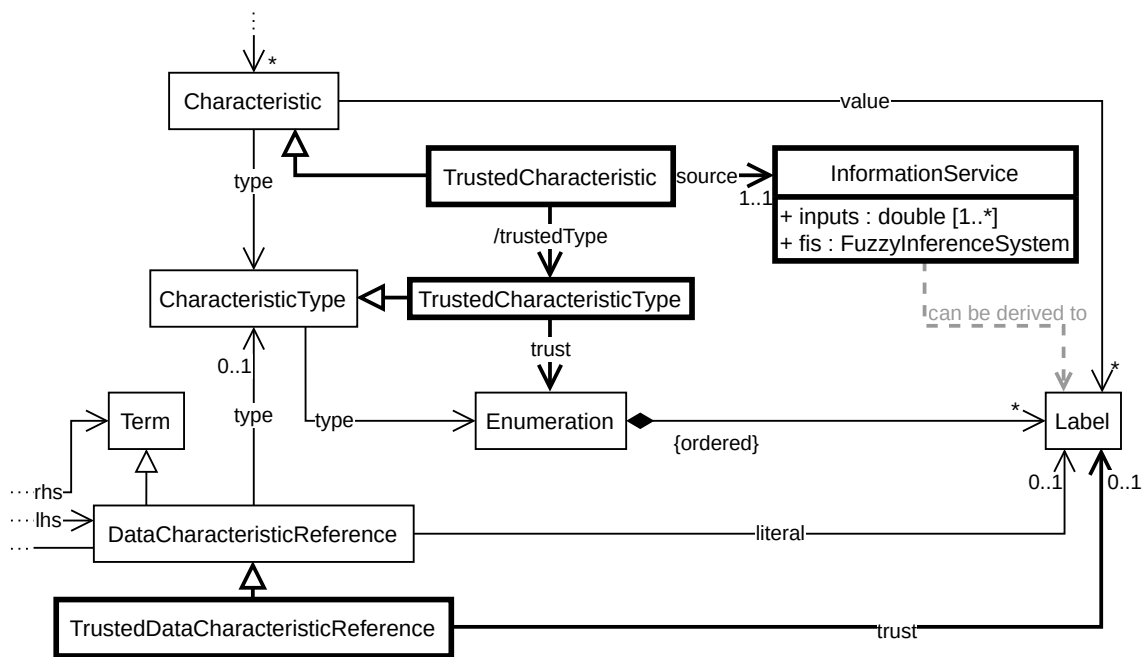 *
Characteristic
value
type
TrustedCharacteristic
source
1..1
InformationService
+ inputs : double [1..*]
+ fis : FuzzyInferenceSystem
/trustedType
CharacteristicType
TrustedCharacteristicType
can be derived to
0..1
trust
*
type
Term
type
Enumeration
*
{ordered}
Label
rhs
0..1
0..1
lhs
DataCharacteristicReference
literal
TrustedDataCharacteristicReference
trust